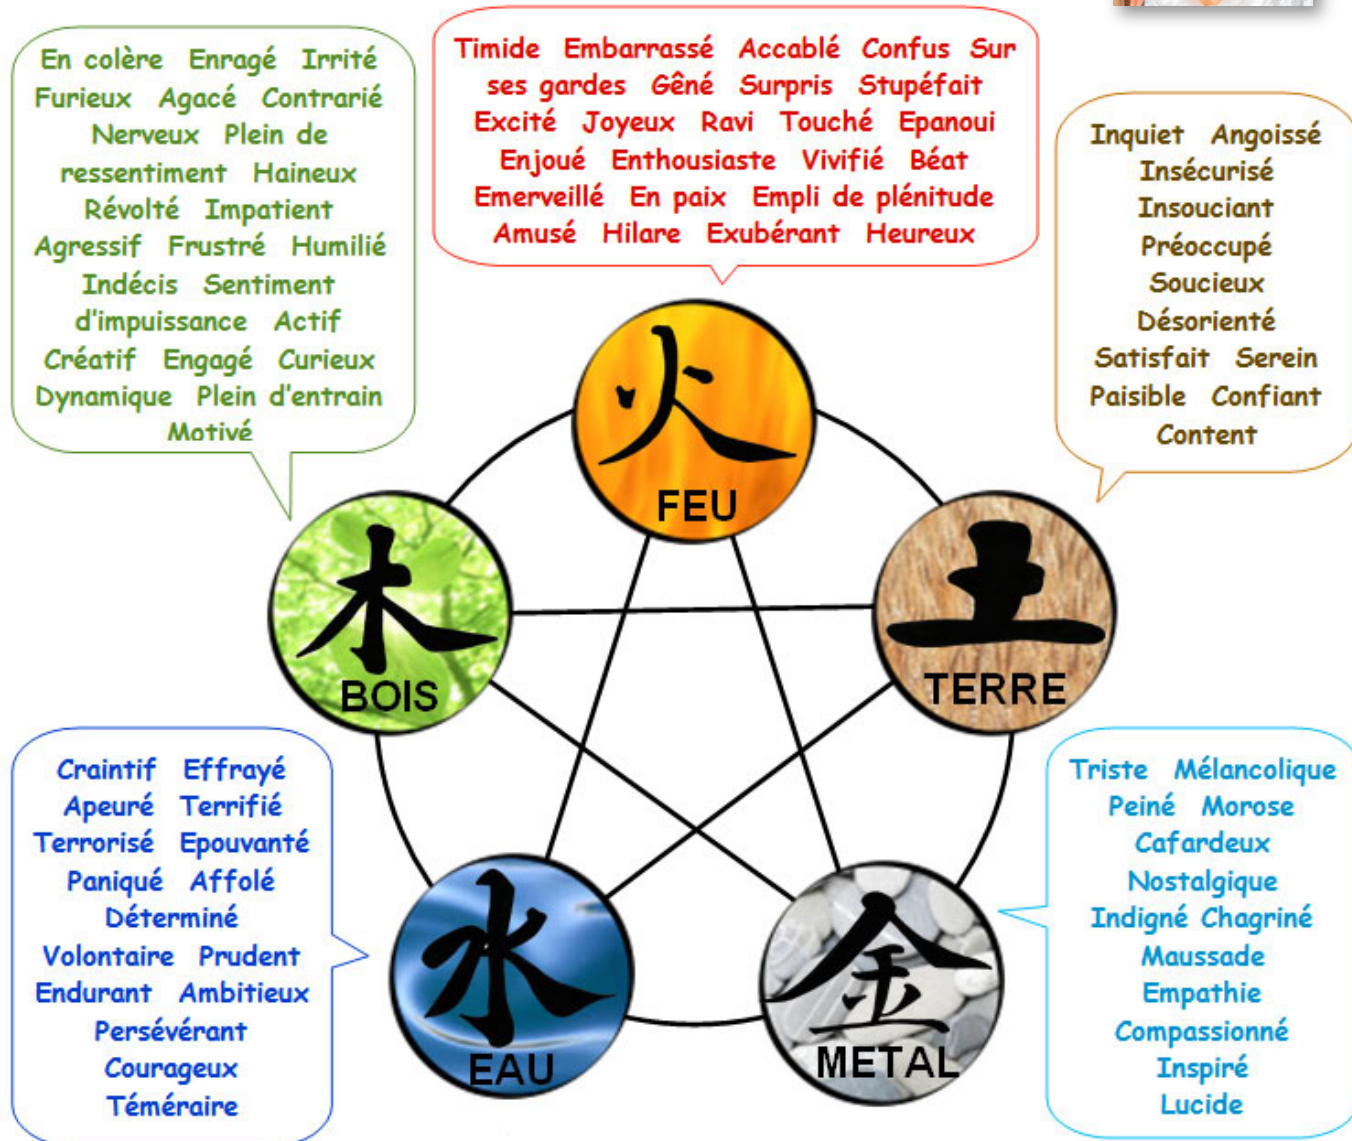 En colère Enragé Irrité
Furieux Agacé Contrarié
Nerveux Plein de
ressentiment Haineux
Révolté Impatient
Agressif Frustré Humilié
Indécis Sentiment
d'impuissance Actif
Créatif Engagé Curieux
Dynamique Plein d'entrain
Motivé
Timide Embarrassé Accablé Confus Sur
ses gardes Gêné Surpris Stupéfait
Excité Joyeux Ravi Touché Epanoui
Enjoué Enthousiaste Vivifié Béat
Emerveillé En paix Empli de plénitude
Amusé Hilare Exubérant Heureux
Inquiet Angoissé
Insécurisé
Insouciant
Préoccupé
Soucieux
Désorienté
Satisfait Serein
Paisible Confiant
Content
火
FEU
木
BOIS
土
TERRE
Craintif Effrayé
Apeuré Terrifié
Terrorisé Epouvanté
Paniqué Affolé
Déterminé
Volontaire Prudent
Endurant Ambitieux
Persévérant
Courageux
Téméraire
水
EAU
金
METAL
Triste Mélancolique
Peiné Morose
Cafardeux
Nostalgique
Indigné Chagriné
Maussade
Empathie
Compassionné
Inspiré
Lucide